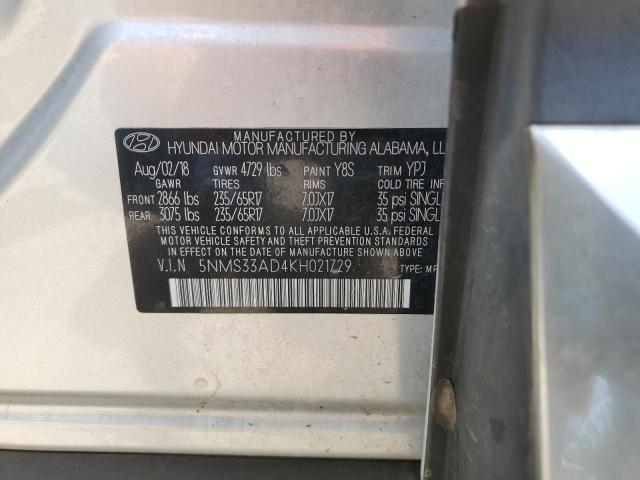 MANUFACTURED BY
HYUNDAI MOTOR MANUFACTURING ALABAMA, LL
Aug/02/18 GVWR 4729 lbs PAINT Y8S TRIM YPJ
GAWR TIRES RIMS COLD TIRE INF
FRONT 2866 lbs 235/65R17 7.0JX17 35 psi SINGL
REAR 3075 lbs 235/65R17 7.0JX17 35 psi SINGL
THIS VEHICLE CONFORMS TO ALL APPLICABLE U.S.A. FEDERAL
MOTOR VEHICLE SAFETY, BUMPER, AND THEFT PREVENTION
STANDARDS IN EFFECT ON THE DATE OF MANUFACTURE SHOWN ABOVE.
V.I.N 5NMS33AD4KH021729 TYPE: MP